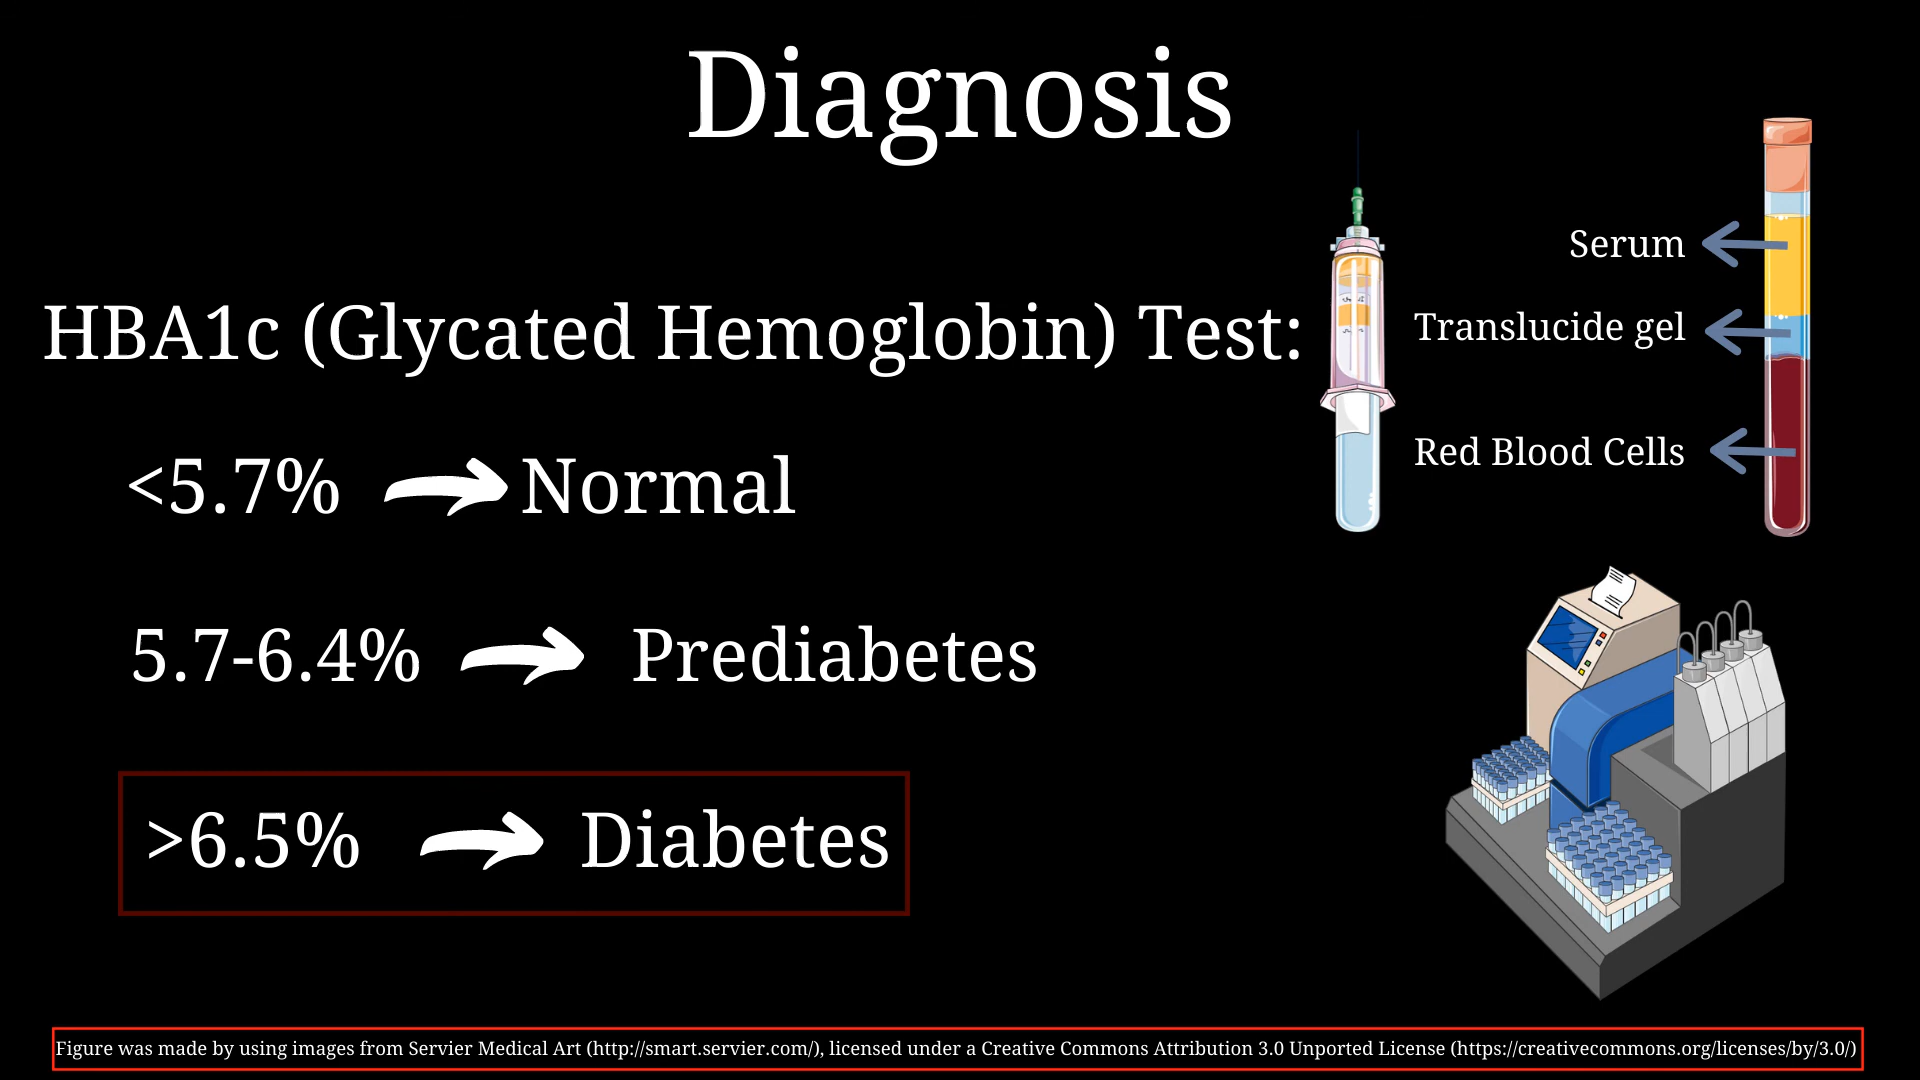 Diagnosis
HBA1c (Glycated Hemoglobin) Test:
<5.7% Normal
5.7-6.4% Prediabetes
>6.5% Diabetes
Serum
Translucide gel
Red Blood Cells
Figure was made by using images from Servier Medical Art (http://smart.servier.com/), licensed under a Creative Commons Attribution 3.0 Unported License (https://creativecommons.org/licenses/by/3.0/)